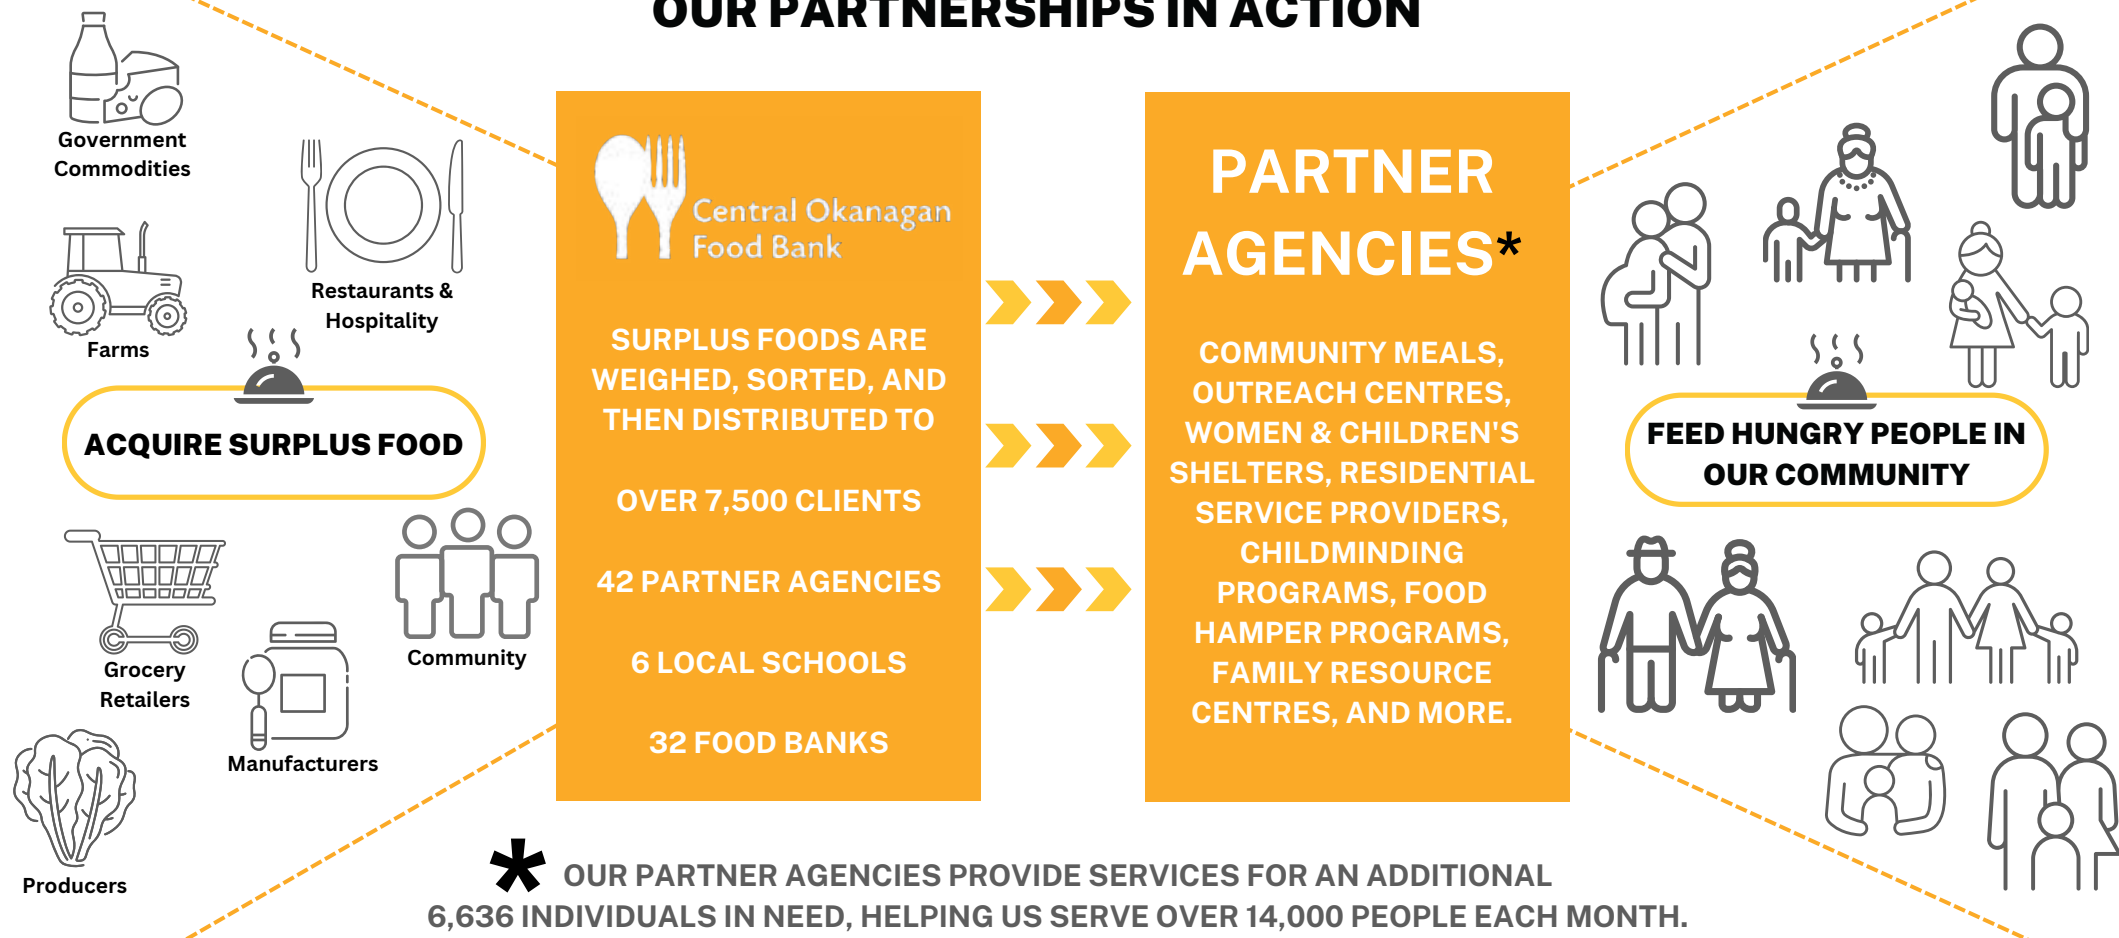 OUR PARTNERSHIPS IN ACTION
Government
Commodities
Restaurants &
Hospitality
Farms
ACQUIRE SURPLUS FOOD
Grocery
Retailers
Community
Manufacturers
Producers
Central Okanagan
Food Bank
SURPLUS FOODS ARE
WEIGHED, SORTED, AND
THEN DISTRIBUTED TO
OVER 7,500 CLIENTS
42 PARTNER AGENCIES
6 LOCAL SCHOOLS
32 FOOD BANKS
PARTNER
AGENCIES*
COMMUNITY MEALS,
OUTREACH CENTRES,
WOMEN & CHILDREN'S
SHELTERS, RESIDENTIAL
SERVICE PROVIDERS,
CHILDMINDING
PROGRAMS, FOOD
HAMPER PROGRAMS,
FAMILY RESOURCE
CENTRES, AND MORE.
FEED HUNGRY PEOPLE IN
OUR COMMUNITY
* OUR PARTNER AGENCIES PROVIDE SERVICES FOR AN ADDITIONAL
6,636 INDIVIDUALS IN NEED, HELPING US SERVE OVER 14,000 PEOPLE EACH MONTH.